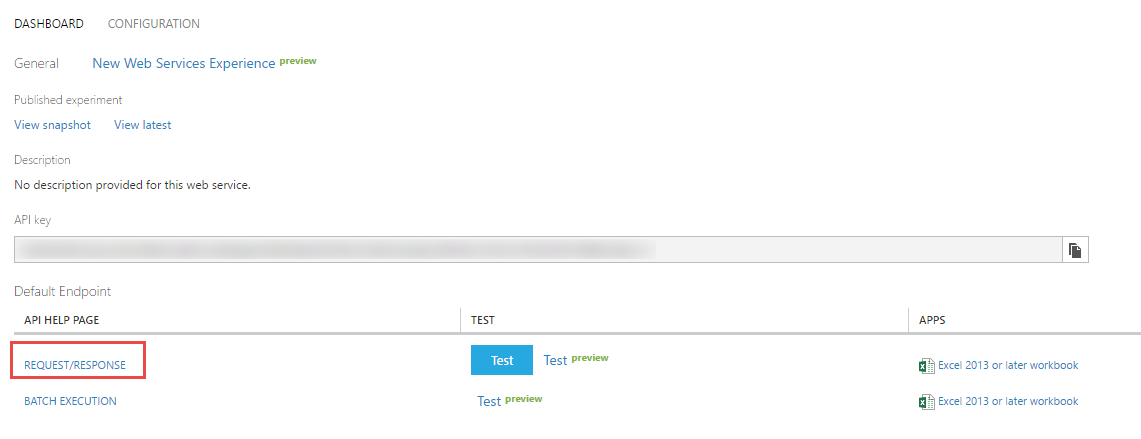 DASHBOARD CONFIGURATION
General New Web Services Experience preview
Published experiment
View snapshot View latest
Description
No description provided for this web service.
API key
Default Endpoint
API HELP PAGE TEST APPS
REQUEST/RESPONSE Test Test preview Excel 2013 or later workbook
BATCH EXECUTION Test preview Excel 2013 or later workbook